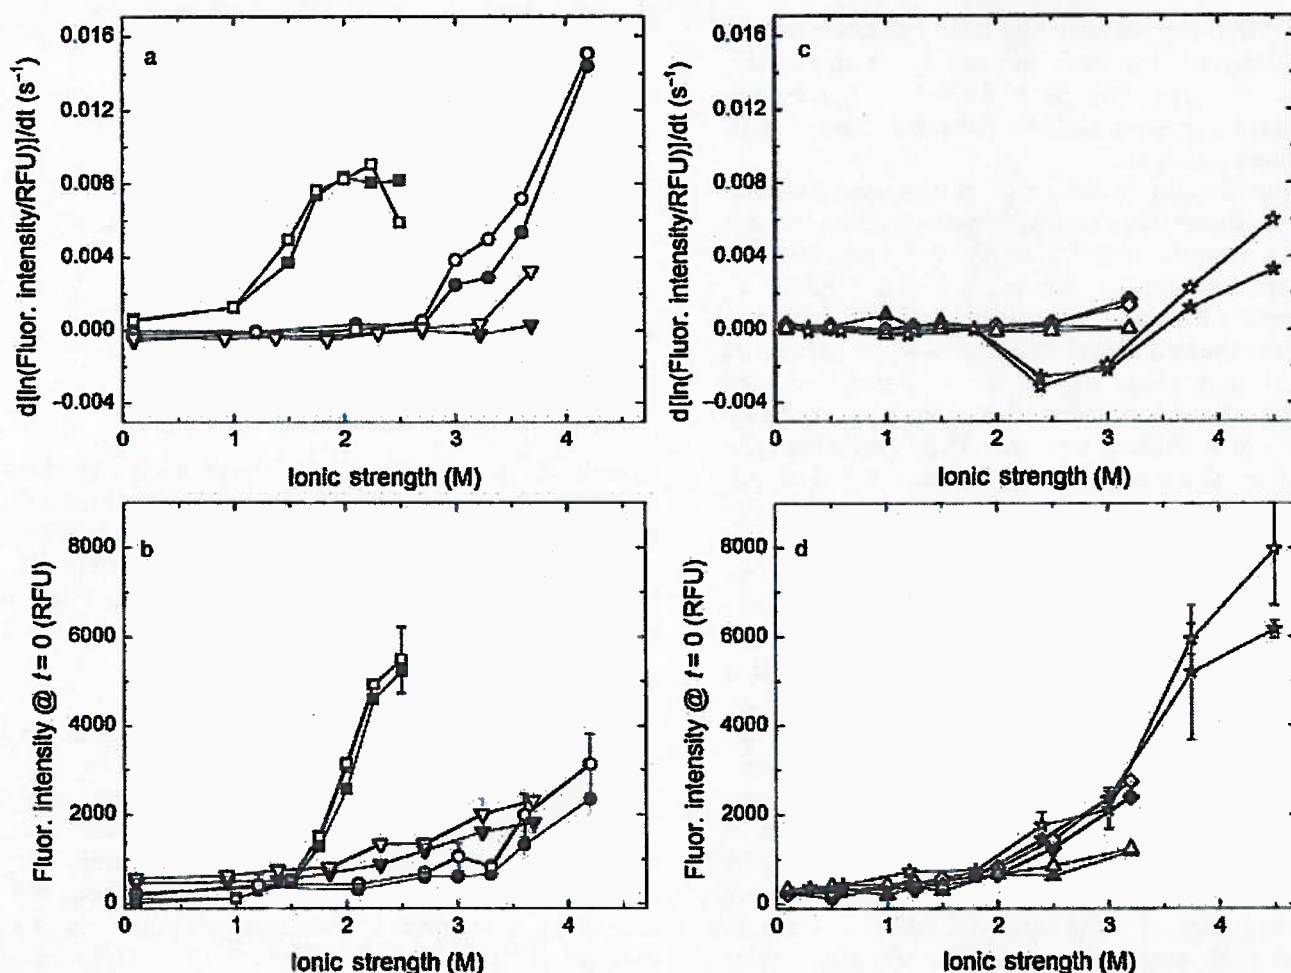 a
d[ln(Fluor. intensity/RFU)]/dt (s⁻¹)
0.016
0.012
0.008
0.004
0.000
−0.004
0 1 2 3 4
Ionic strength (M)
c
d[ln(Fluor. intensity/RFU)]/dt (s⁻¹)
0.016
0.012
0.008
0.004
0.000
−0.004
0 1 2 3 4
Ionic strength (M)
b
Fluor. intensity @ t = 0 (RFU)
8000
6000
4000
2000
0
0 1 2 3 4
Ionic strength (M)
d
Fluor. intensity @ t = 0 (RFU)
8000
6000
4000
2000
0
0 1 2 3 4
Ionic strength (M)